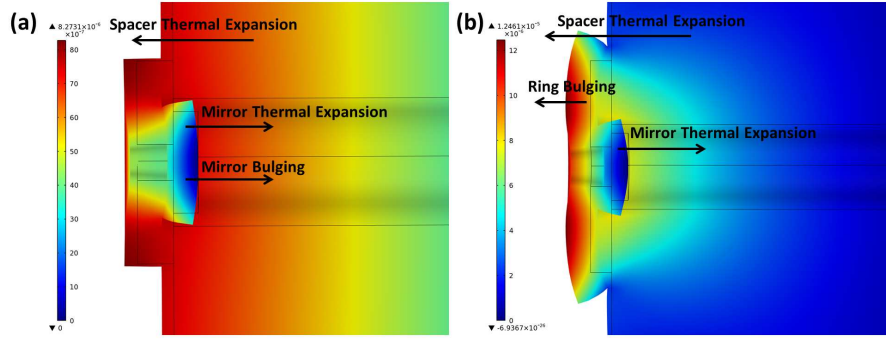 (a)
▲ 8.2731×10⁻⁶
×10⁻⁷
80
70
60
50
40
30
20
10
0
▼ 0
Spacer Thermal Expansion
Mirror Thermal Expansion
Mirror Bulging
(b)
▲ 1.2461×10⁻⁵
×10⁻⁶
12
10
8
6
4
2
0
▼ -6.9367×10⁻²⁶
Spacer Thermal Expansion
Ring Bulging
Mirror Thermal Expansion